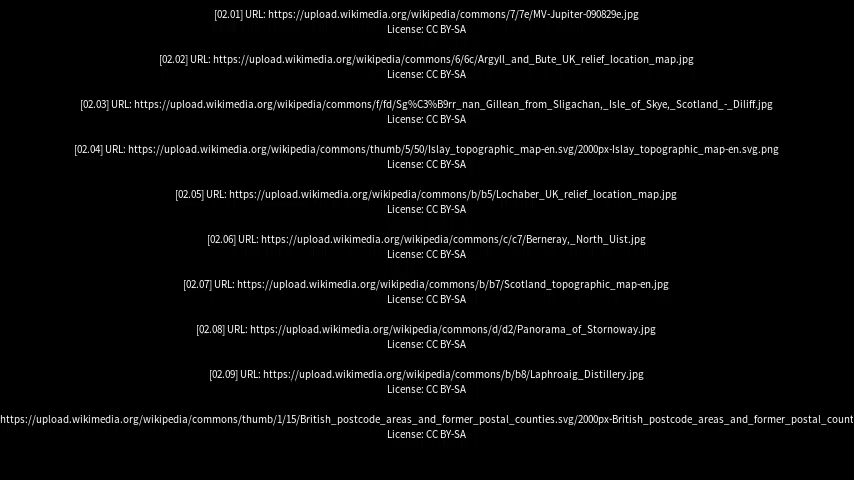 [02.01] URL: https://upload.wikimedia.org/wikipedia/commons/7/7e/MV-Jupiter-090829e.jpg
License: CC BY-SA
[02.02] URL: https://upload.wikimedia.org/wikipedia/commons/6/6c/Argyll_and_Bute_UK_relief_location_map.jpg
License: CC BY-SA
[02.03] URL: https://upload.wikimedia.org/wikipedia/commons/f/fd/Sg%C3%B9rr_nan_Gillean_from_Sligachan,_Isle_of_Skye,_Scotland_-_Diliff.jpg
License: CC BY-SA
[02.04] URL: https://upload.wikimedia.org/wikipedia/commons/thumb/5/50/Islay_topographic_map-en.svg/2000px-Islay_topographic_map-en.svg.png
License: CC BY-SA
[02.05] URL: https://upload.wikimedia.org/wikipedia/commons/b/b5/Lochaber_UK_relief_location_map.jpg
License: CC BY-SA
[02.06] URL: https://upload.wikimedia.org/wikipedia/commons/c/c7/Berneray,_North_Uist.jpg
License: CC BY-SA
[02.07] URL: https://upload.wikimedia.org/wikipedia/commons/b/b7/Scotland_topographic_map-en.jpg
License: CC BY-SA
[02.08] URL: https://upload.wikimedia.org/wikipedia/commons/d/d2/Panorama_of_Stornoway.jpg
License: CC BY-SA
[02.09] URL: https://upload.wikimedia.org/wikipedia/commons/b/b8/Laphroaig_Distillery.jpg
License: CC BY-SA
https://upload.wikimedia.org/wikipedia/commons/thumb/1/15/British_postcode_areas_and_former_postal_counties.svg/2000px-British_postcode_areas_and_former_postal_count
License: CC BY-SA